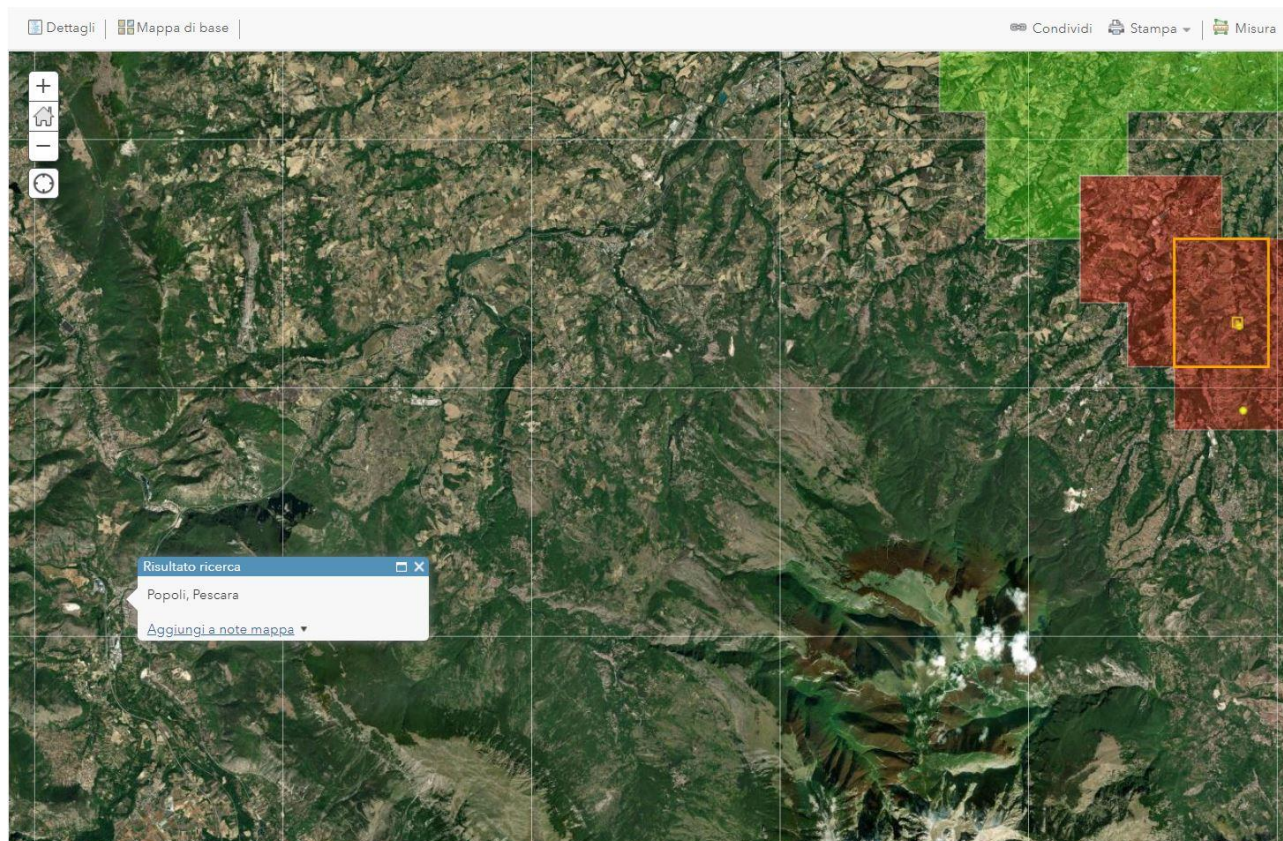 Dettagli Mappa di base Condividi Stampa Misura
Risultato ricerca
Popoli, Pescara
Aggiungi a note mappa